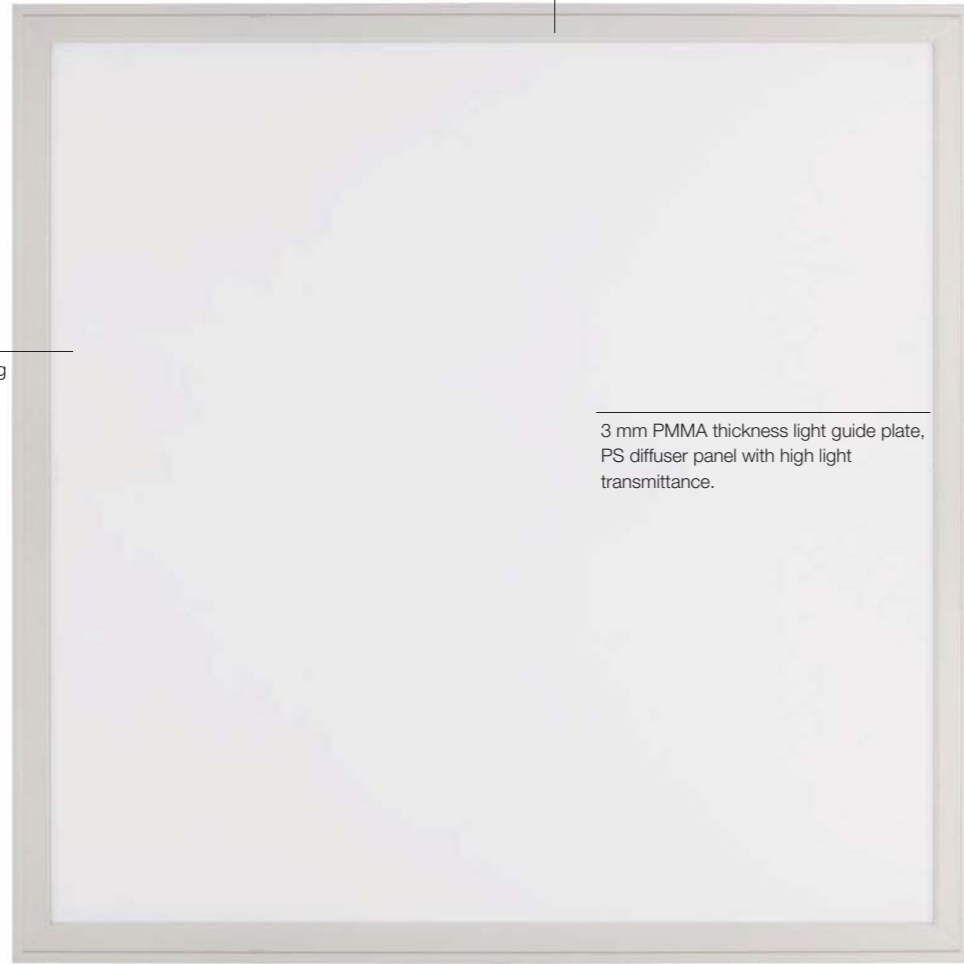 3 mm PMMA thickness light guide plate,
PS diffuser panel with high light
transmittance.